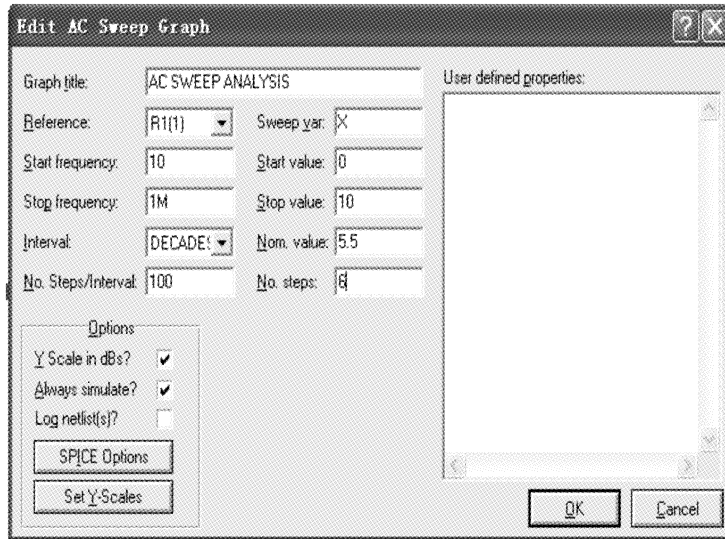 Edit AC Sweep Graph
Graph title: AC SWEEP ANALYSIS
User defined properties:
Reference: R1(1) Sweep var: X
Start frequency: 10 Start value: 0
Stop frequency: 1M Stop value: 10
Interval: DECADES Nom. value: 5.5
No. Steps/Interval: 100 No. steps: 6
Options
Y Scale in dBs?
Always simulate?
Log netlist(s)?
SPICE Options
Set Y-Scales
OK Cancel